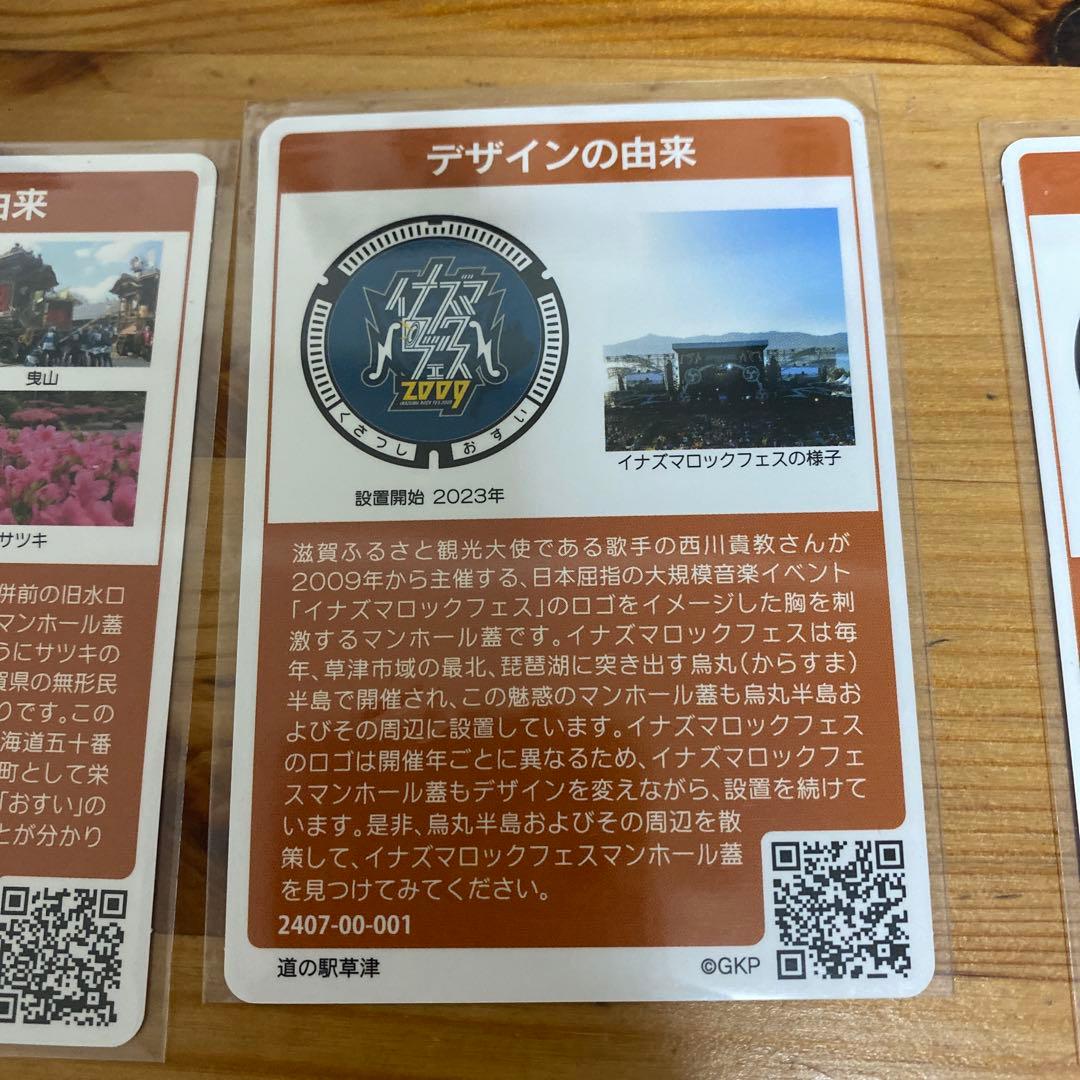 由来
曳山
サツキ
併前の旧水口
マンホール蓋
うにサツキの
賀県の無形民
りです。この
海道五十番
町として栄
「おすい」の
とが分かり
デザインの由来
イナズマ
ロック
フェス
2009
INAZUMA ROCK FES 2009
くさつし おすい
設置開始 2023年
イナズマロックフェスの様子
滋賀ふるさと観光大使である歌手の西川貴教さんが
2009年から主催する、日本屈指の大規模音楽イベント
「イナズマロックフェス」のロゴをイメージした胸を刺
激するマンホール蓋です。イナズマロックフェスは毎
年、草津市域の最北、琵琶湖に突き出す烏丸(からすま)
半島で開催され、この魅惑のマンホール蓋も烏丸半島お
よびその周辺に設置しています。イナズマロックフェス
のロゴは開催年ごとに異なるため、イナズマロックフェ
スマンホール蓋もデザインを変えながら、設置を続けて
います。是非、烏丸半島およびその周辺を散
策して、イナズマロックフェスマンホール蓋
を見つけてみてください。
2407-00-001
道の駅草津
©GKP